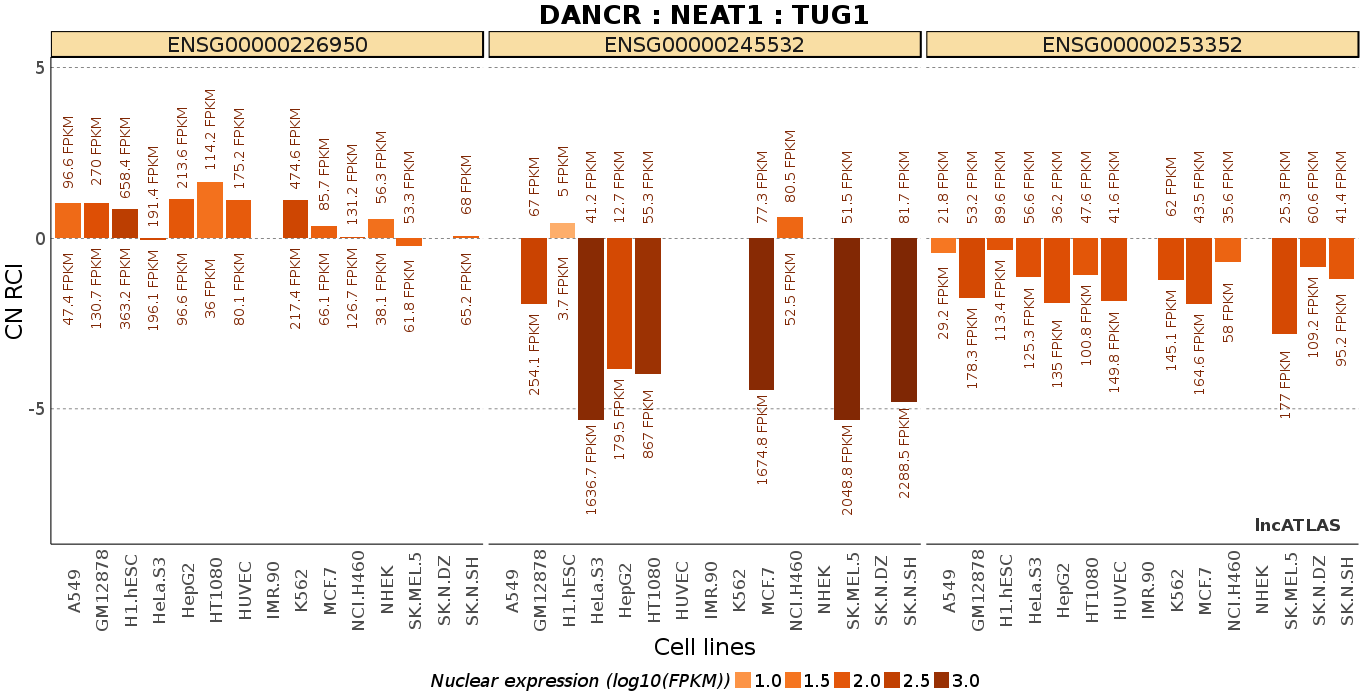 DANCR : NEAT1 : TUG1
ENSG00000226950 ENSG00000245532 ENSG00000253352
CN RCI
5
0
-5
96.6 FPKM
270 FPKM
658.4 FPKM
191.4 FPKM
213.6 FPKM
114.2 FPKM
175.2 FPKM
474.6 FPKM
85.7 FPKM
131.2 FPKM
56.3 FPKM
53.3 FPKM
68 FPKM
47.4 FPKM
130.7 FPKM
363.2 FPKM
196.1 FPKM
96.6 FPKM
36 FPKM
80.1 FPKM
217.4 FPKM
66.1 FPKM
126.7 FPKM
38.1 FPKM
61.8 FPKM
65.2 FPKM
67 FPKM
5 FPKM
41.2 FPKM
12.7 FPKM
55.3 FPKM
77.3 FPKM
80.5 FPKM
51.5 FPKM
81.7 FPKM
254.1 FPKM
3.7 FPKM
1636.7 FPKM
179.5 FPKM
867 FPKM
1674.8 FPKM
52.5 FPKM
2048.8 FPKM
2288.5 FPKM
21.8 FPKM
53.2 FPKM
89.6 FPKM
56.6 FPKM
36.2 FPKM
47.6 FPKM
41.6 FPKM
62 FPKM
43.5 FPKM
35.6 FPKM
25.3 FPKM
60.6 FPKM
41.4 FPKM
29.2 FPKM
178.3 FPKM
113.4 FPKM
125.3 FPKM
135 FPKM
100.8 FPKM
149.8 FPKM
145.1 FPKM
164.6 FPKM
58 FPKM
177 FPKM
109.2 FPKM
95.2 FPKM
lncATLAS
A549
GM12878
H1.hESC
HeLa.S3
HepG2
HT1080
HUVEC
IMR.90
K562
MCF.7
NCI.H460
NHEK
SK.MEL.5
SK.N.DZ
SK.N.SH
A549
GM12878
H1.hESC
HeLa.S3
HepG2
HT1080
HUVEC
IMR.90
K562
MCF.7
NCI.H460
NHEK
SK.MEL.5
SK.N.DZ
SK.N.SH
A549
GM12878
H1.hESC
HeLa.S3
HepG2
HT1080
HUVEC
IMR.90
K562
MCF.7
NCI.H460
NHEK
SK.MEL.5
SK.N.DZ
SK.N.SH
Cell lines
Nuclear expression (log10(FPKM)) 1.0 1.5 2.0 2.5 3.0